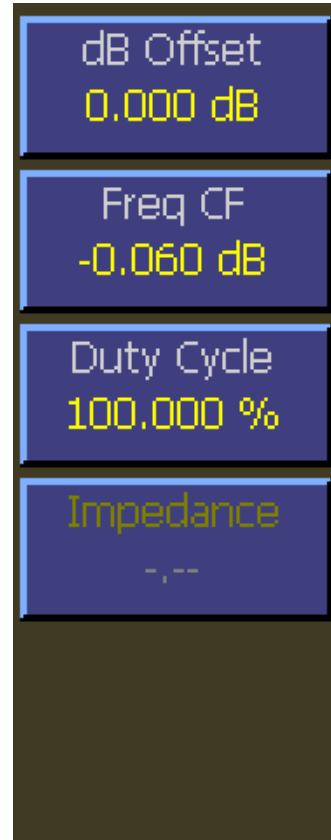 dB Offset
0.000 dB
Freq CF
-0.060 dB
Duty Cycle
100.000 %
Impedance
-.--